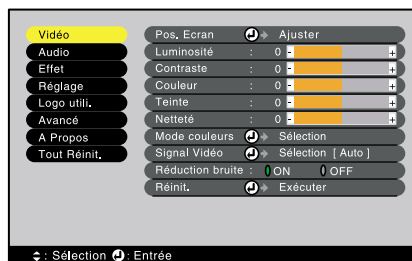 Vidéo
Audio
Effet
Réglage
Logo utili.
Avancé
A Propos
Tout Réinit.
Pos. Ecran Ajuster
Luminosité : 0 - +
Contraste : 0 - +
Couleur : 0 - +
Teinte : 0 - +
Netteté : 0 - +
Mode couleurs Sélection
Signal Vidéo Sélection [ Auto ]
Réduction bruite : ON OFF
Réinit. Exécuter
: Sélection : Entrée